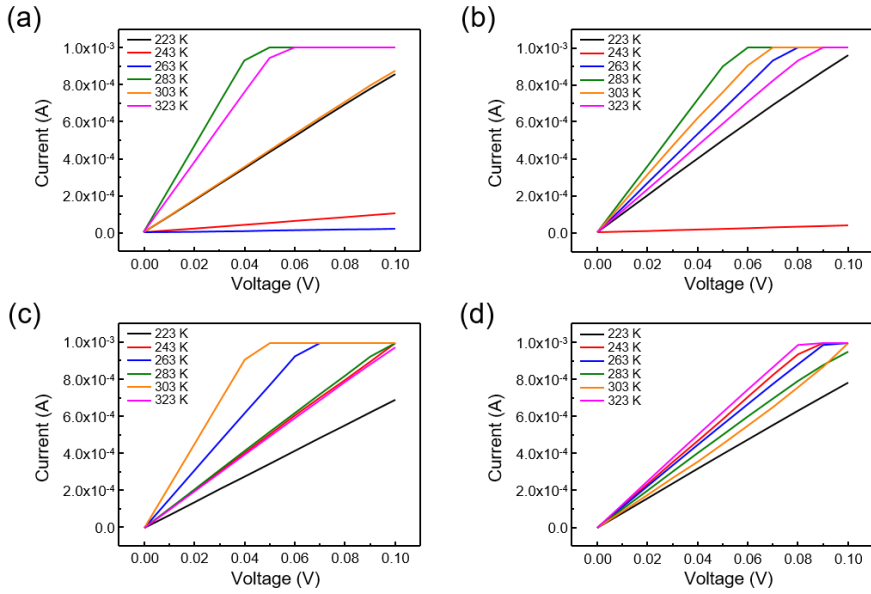 (a)
223 K
243 K
263 K
283 K
303 K
323 K
1.0x10-3
8.0x10-4
6.0x10-4
4.0x10-4
2.0x10-4
0.0
Current (A)
0.00 0.02 0.04 0.06 0.08 0.10
Voltage (V)
(b)
223 K
243 K
263 K
283 K
303 K
323 K
1.0x10-3
8.0x10-4
6.0x10-4
4.0x10-4
2.0x10-4
0.0
Current (A)
0.00 0.02 0.04 0.06 0.08 0.10
Voltage (V)
(c)
223 K
243 K
263 K
283 K
303 K
323 K
1.0x10-3
8.0x10-4
6.0x10-4
4.0x10-4
2.0x10-4
0.0
Current (A)
0.00 0.02 0.04 0.06 0.08 0.10
Voltage (V)
(d)
223 K
243 K
263 K
283 K
303 K
323 K
1.0x10-3
8.0x10-4
6.0x10-4
4.0x10-4
2.0x10-4
0.0
Current (A)
0.00 0.02 0.04 0.06 0.08 0.10
Voltage (V)